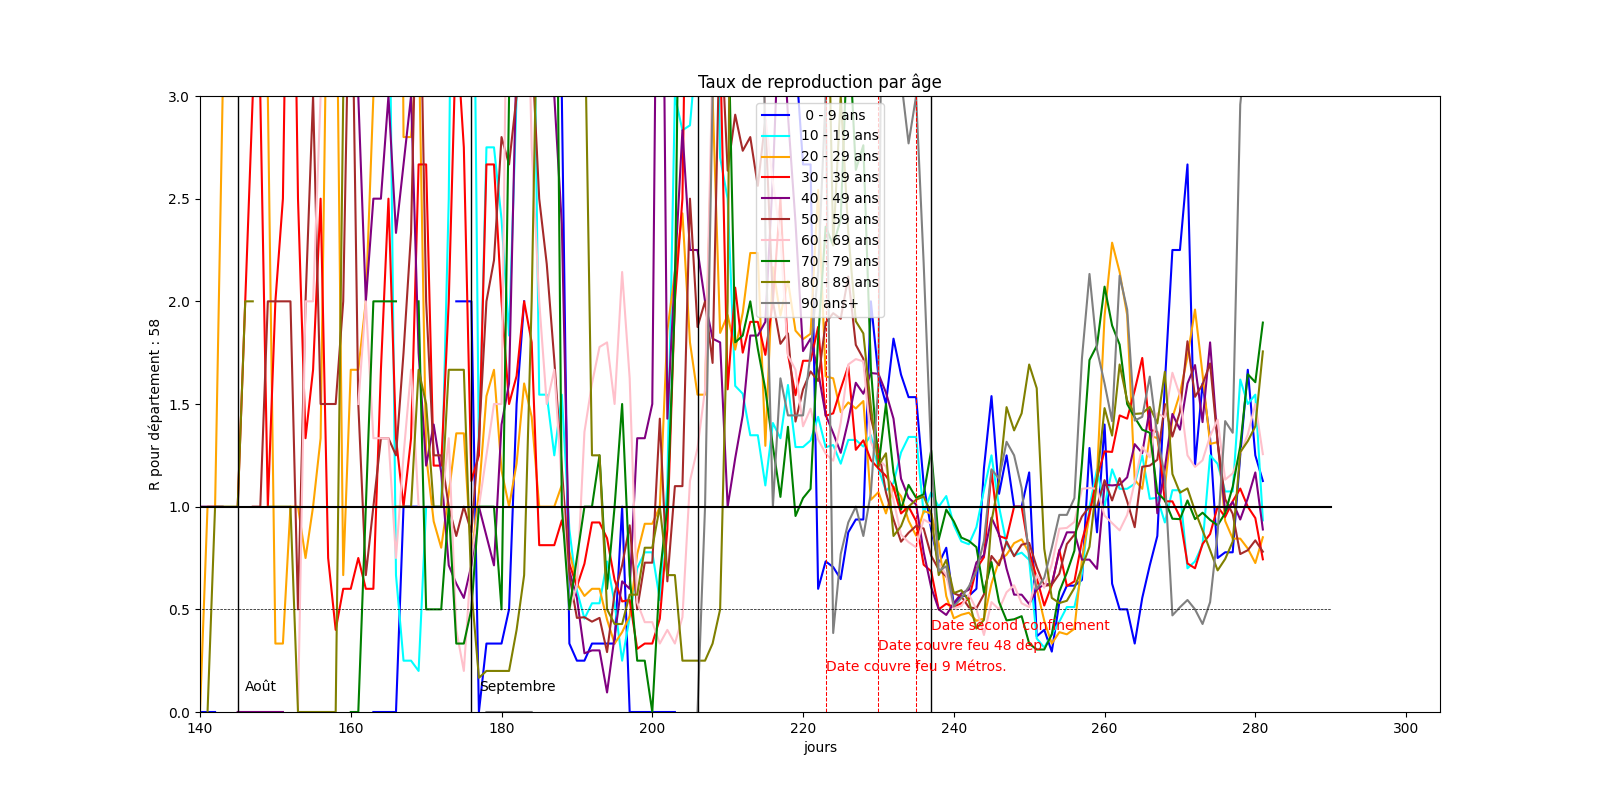 Taux de reproduction par âge
3.0
2.5
2.0
1.5
1.0
0.5
0.0
R pour département : 58
0 - 9 ans
10 - 19 ans
20 - 29 ans
30 - 39 ans
40 - 49 ans
50 - 59 ans
60 - 69 ans
70 - 79 ans
80 - 89 ans
90 ans+
Date second confinement
Date couvre feu 48 dep.
Date couvre feu 9 Métros.
Août
Septembre
140
160
180
200
220
240
260
280
300
jours